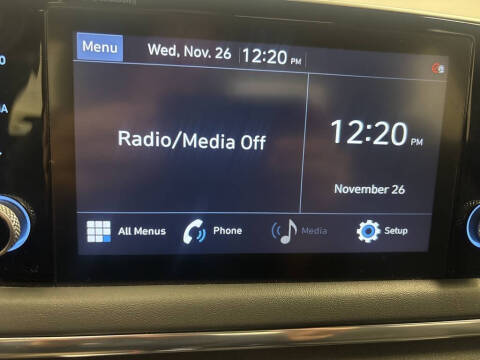 Menu
Wed, Nov. 26
12:20 PM
Radio/Media Off
12:20 PM
November 26
All Menus
Phone
Media
Setup